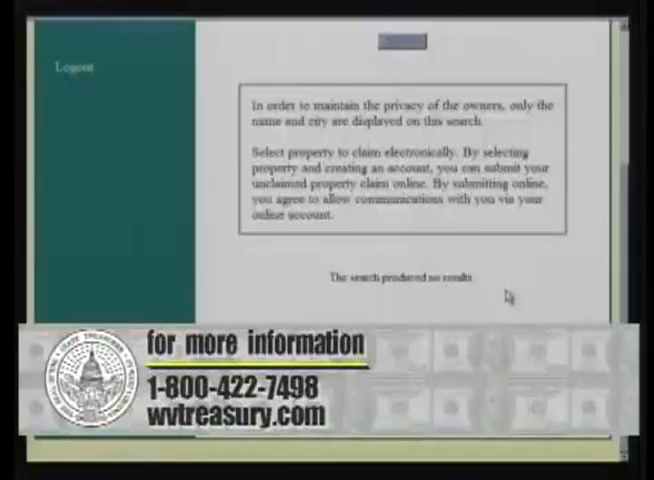 Logout
In order to maintain the privacy of the owners, only the
name and city are displayed on this search.
Select property to claim electronically. By selecting
property and creating an account, you can submit your
unclaimed property claim online. By submitting online,
you agree to allow communications with you via your
online account.
The search produced no results
for more information
1-800-422-7498
wvtreasury.com